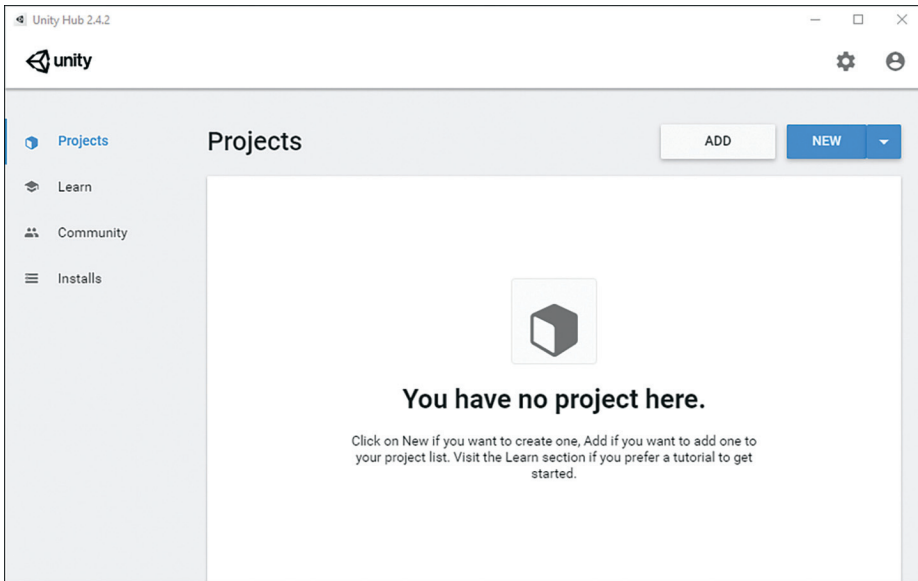 Unity Hub 2.4.2
unity
Projects
Learn
Community
Installs
Projects
ADD
NEW
You have no project here.
Click on New if you want to create one, Add if you want to add one to
your project list. Visit the Learn section if you prefer a tutorial to get
started.